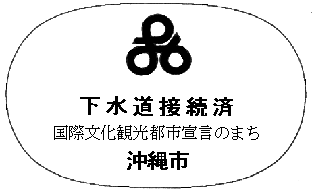 下水道接続済
国際文化観光都市宣言のまち
沖縄市